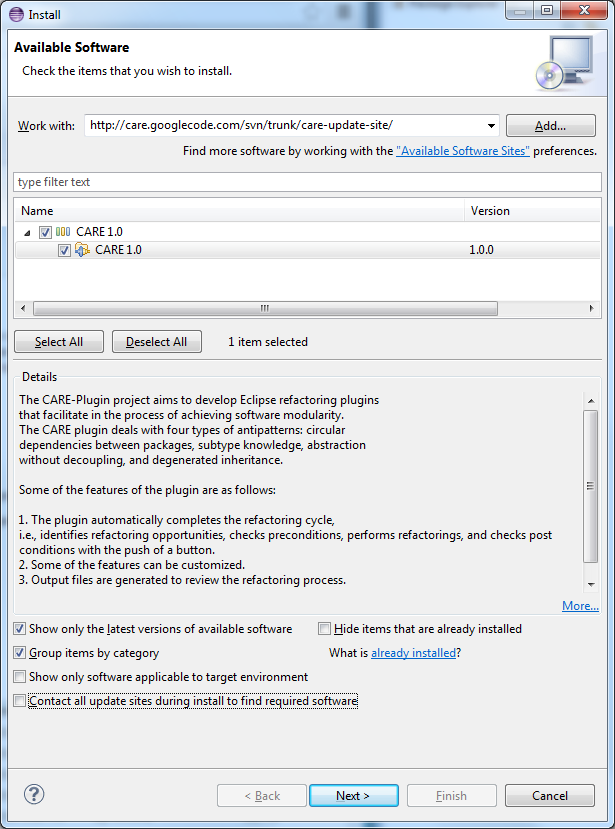 Install
Available Software
Check the items that you wish to install.
Work with: http://care.googlecode.com/svn/trunk/care-update-site/ Add...
Find more software by working with the "Available Software Sites" preferences.
type filter text
Name Version
CARE 1.0
CARE 1.0 1.0.0
Select All Deselect All 1 item selected
Details
The CARE-Plugin project aims to develop Eclipse refactoring plugins
that facilitate in the process of achieving software modularity.
The CARE plugin deals with four types of antipatterns: circular
dependencies between packages, subtype knowledge, abstraction
without decoupling, and degenerated inheritance.
Some of the features of the plugin are as follows:
1. The plugin automatically completes the refactoring cycle,
i.e., identifies refactoring opportunities, checks preconditions, performs refactorings, and checks post
conditions with the push of a button.
2. Some of the features can be customized.
3. Output files are generated to review the refactoring process.
More...
Show only the latest versions of available software Hide items that are already installed
Group items by category What is already installed?
Show only software applicable to target environment
Contact all update sites during install to find required software
? < Back Next > Finish Cancel